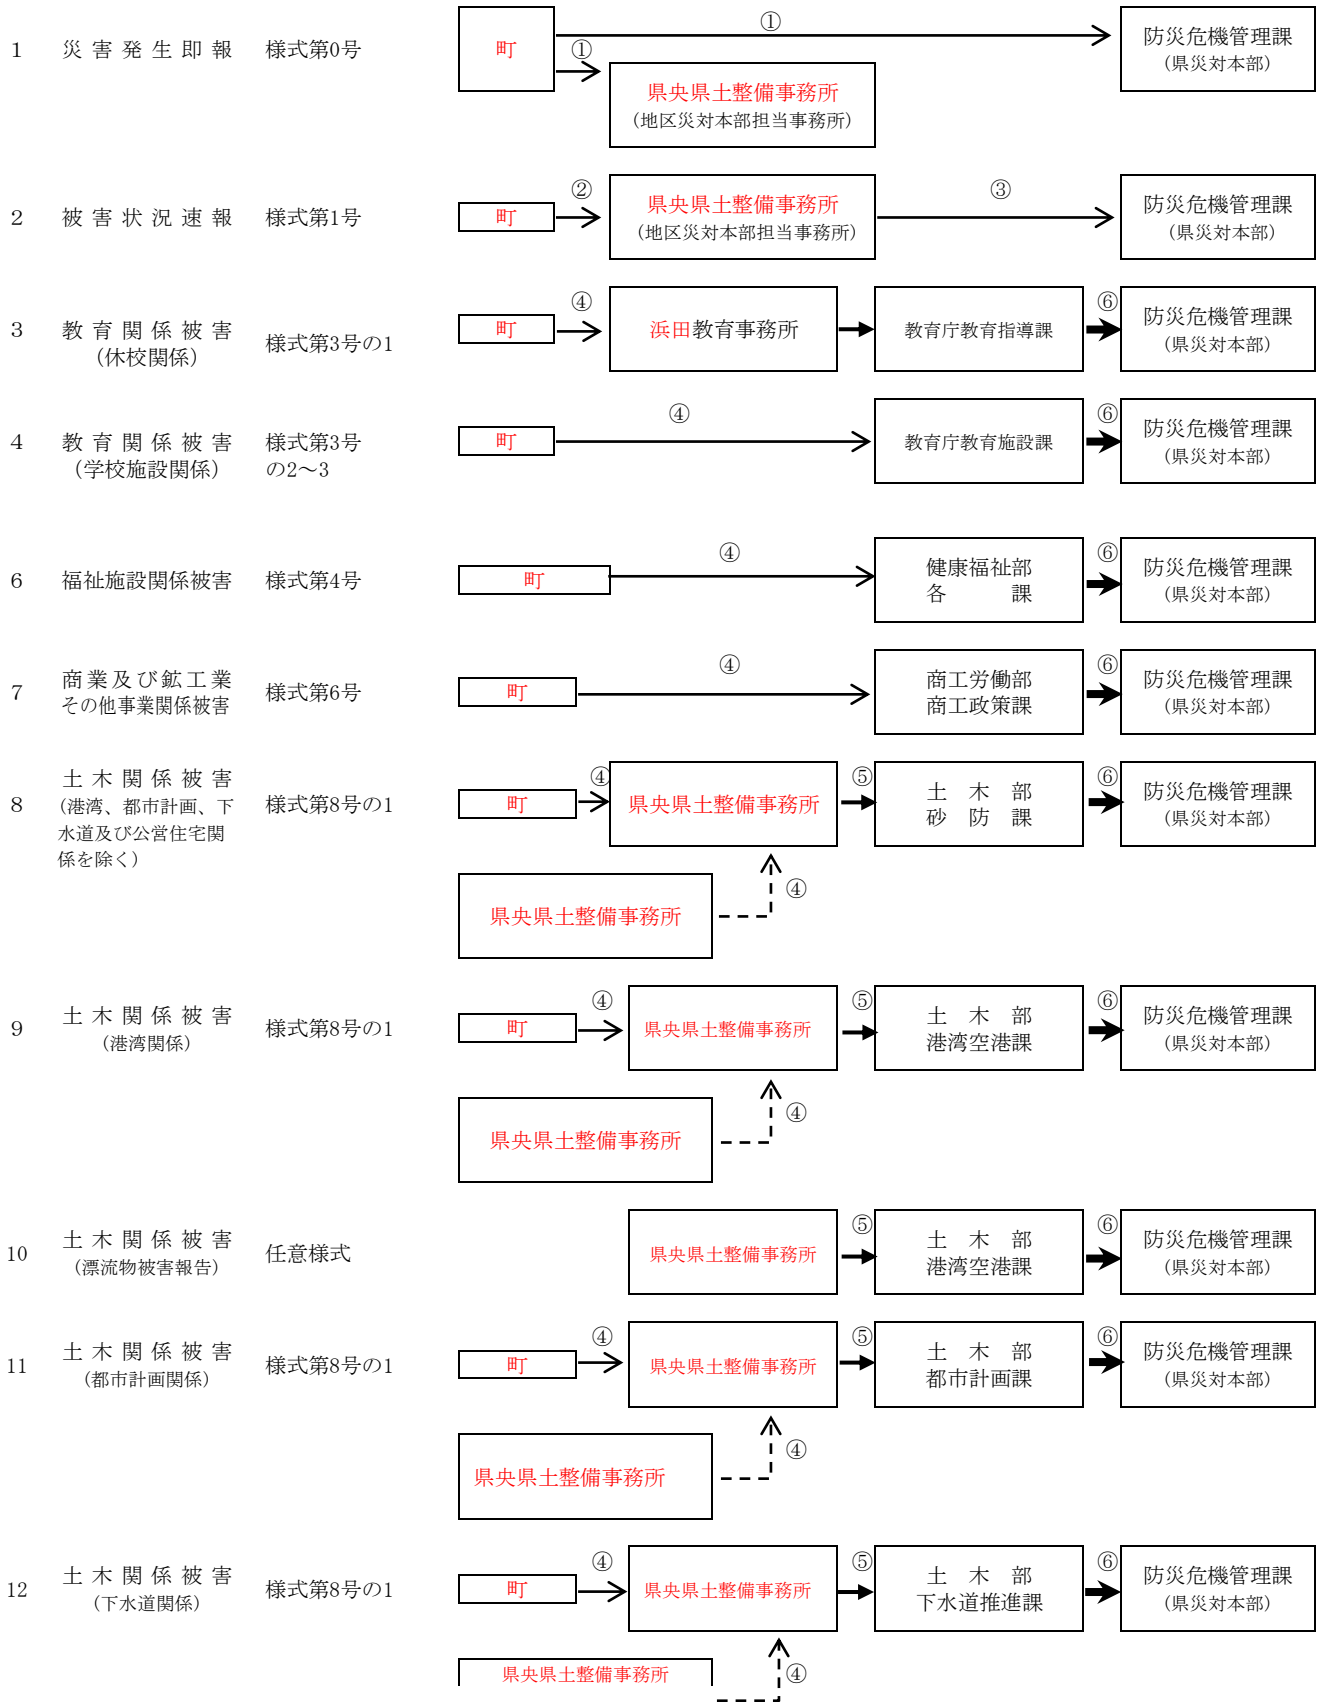 ①
1 災害発生即報 様式第0号 町 ① 防災危機管理課
(県災対本部)
県央県土整備事務所
(地区災対本部担当事務所)
② ③
2 被害状況速報 様式第1号 町 県央県土整備事務所 防災危機管理課
(地区災対本部担当事務所) (県災対本部)
④ ⑥
3 教育関係被害 様式第3号の1 町 浜田教育事務所 教育庁教育指導課 防災危機管理課
(休校関係) (県災対本部)
④ ⑥
4 教育関係被害 様式第3号 町 教育庁教育施設課 防災危機管理課
(学校施設関係) の2〜3 (県災対本部)
④ ⑥
6 福祉施設関係被害 様式第4号 町 健康福祉部 防災危機管理課
各課 (県災対本部)
④ ⑥
7 商業及び鉱工業 様式第6号 町 商工労働部 防災危機管理課
その他事業関係被害 商工政策課 (県災対本部)
④ ⑤ ⑥
8 土木関係被害 様式第8号の1 町 県央県土整備事務所 土木部 防災危機管理課
(港湾、都市計画、下 砂防課 (県災対本部)
水道及び公営住宅関
係を除く)
④
県央県土整備事務所
④ ⑤ ⑥
9 土木関係被害 様式第8号の1 町 県央県土整備事務所 土木部 防災危機管理課
(港湾関係) 港湾空港課 (県災対本部)
④
県央県土整備事務所
⑤ ⑥
10 土木関係被害 任意様式 県央県土整備事務所 土木部 防災危機管理課
(漂流物被害報告) 港湾空港課 (県災対本部)
④ ⑤ ⑥
11 土木関係被害 様式第8号の1 町 県央県土整備事務所 土木部 防災危機管理課
(都市計画関係) 都市計画課 (県災対本部)
④
県央県土整備事務所
④ ⑤ ⑥
12 土木関係被害 様式第8号の1 町 県央県土整備事務所 土木部 防災危機管理課
(下水道関係) 下水道推進課 (県災対本部)
県央県土整備事務所 ④